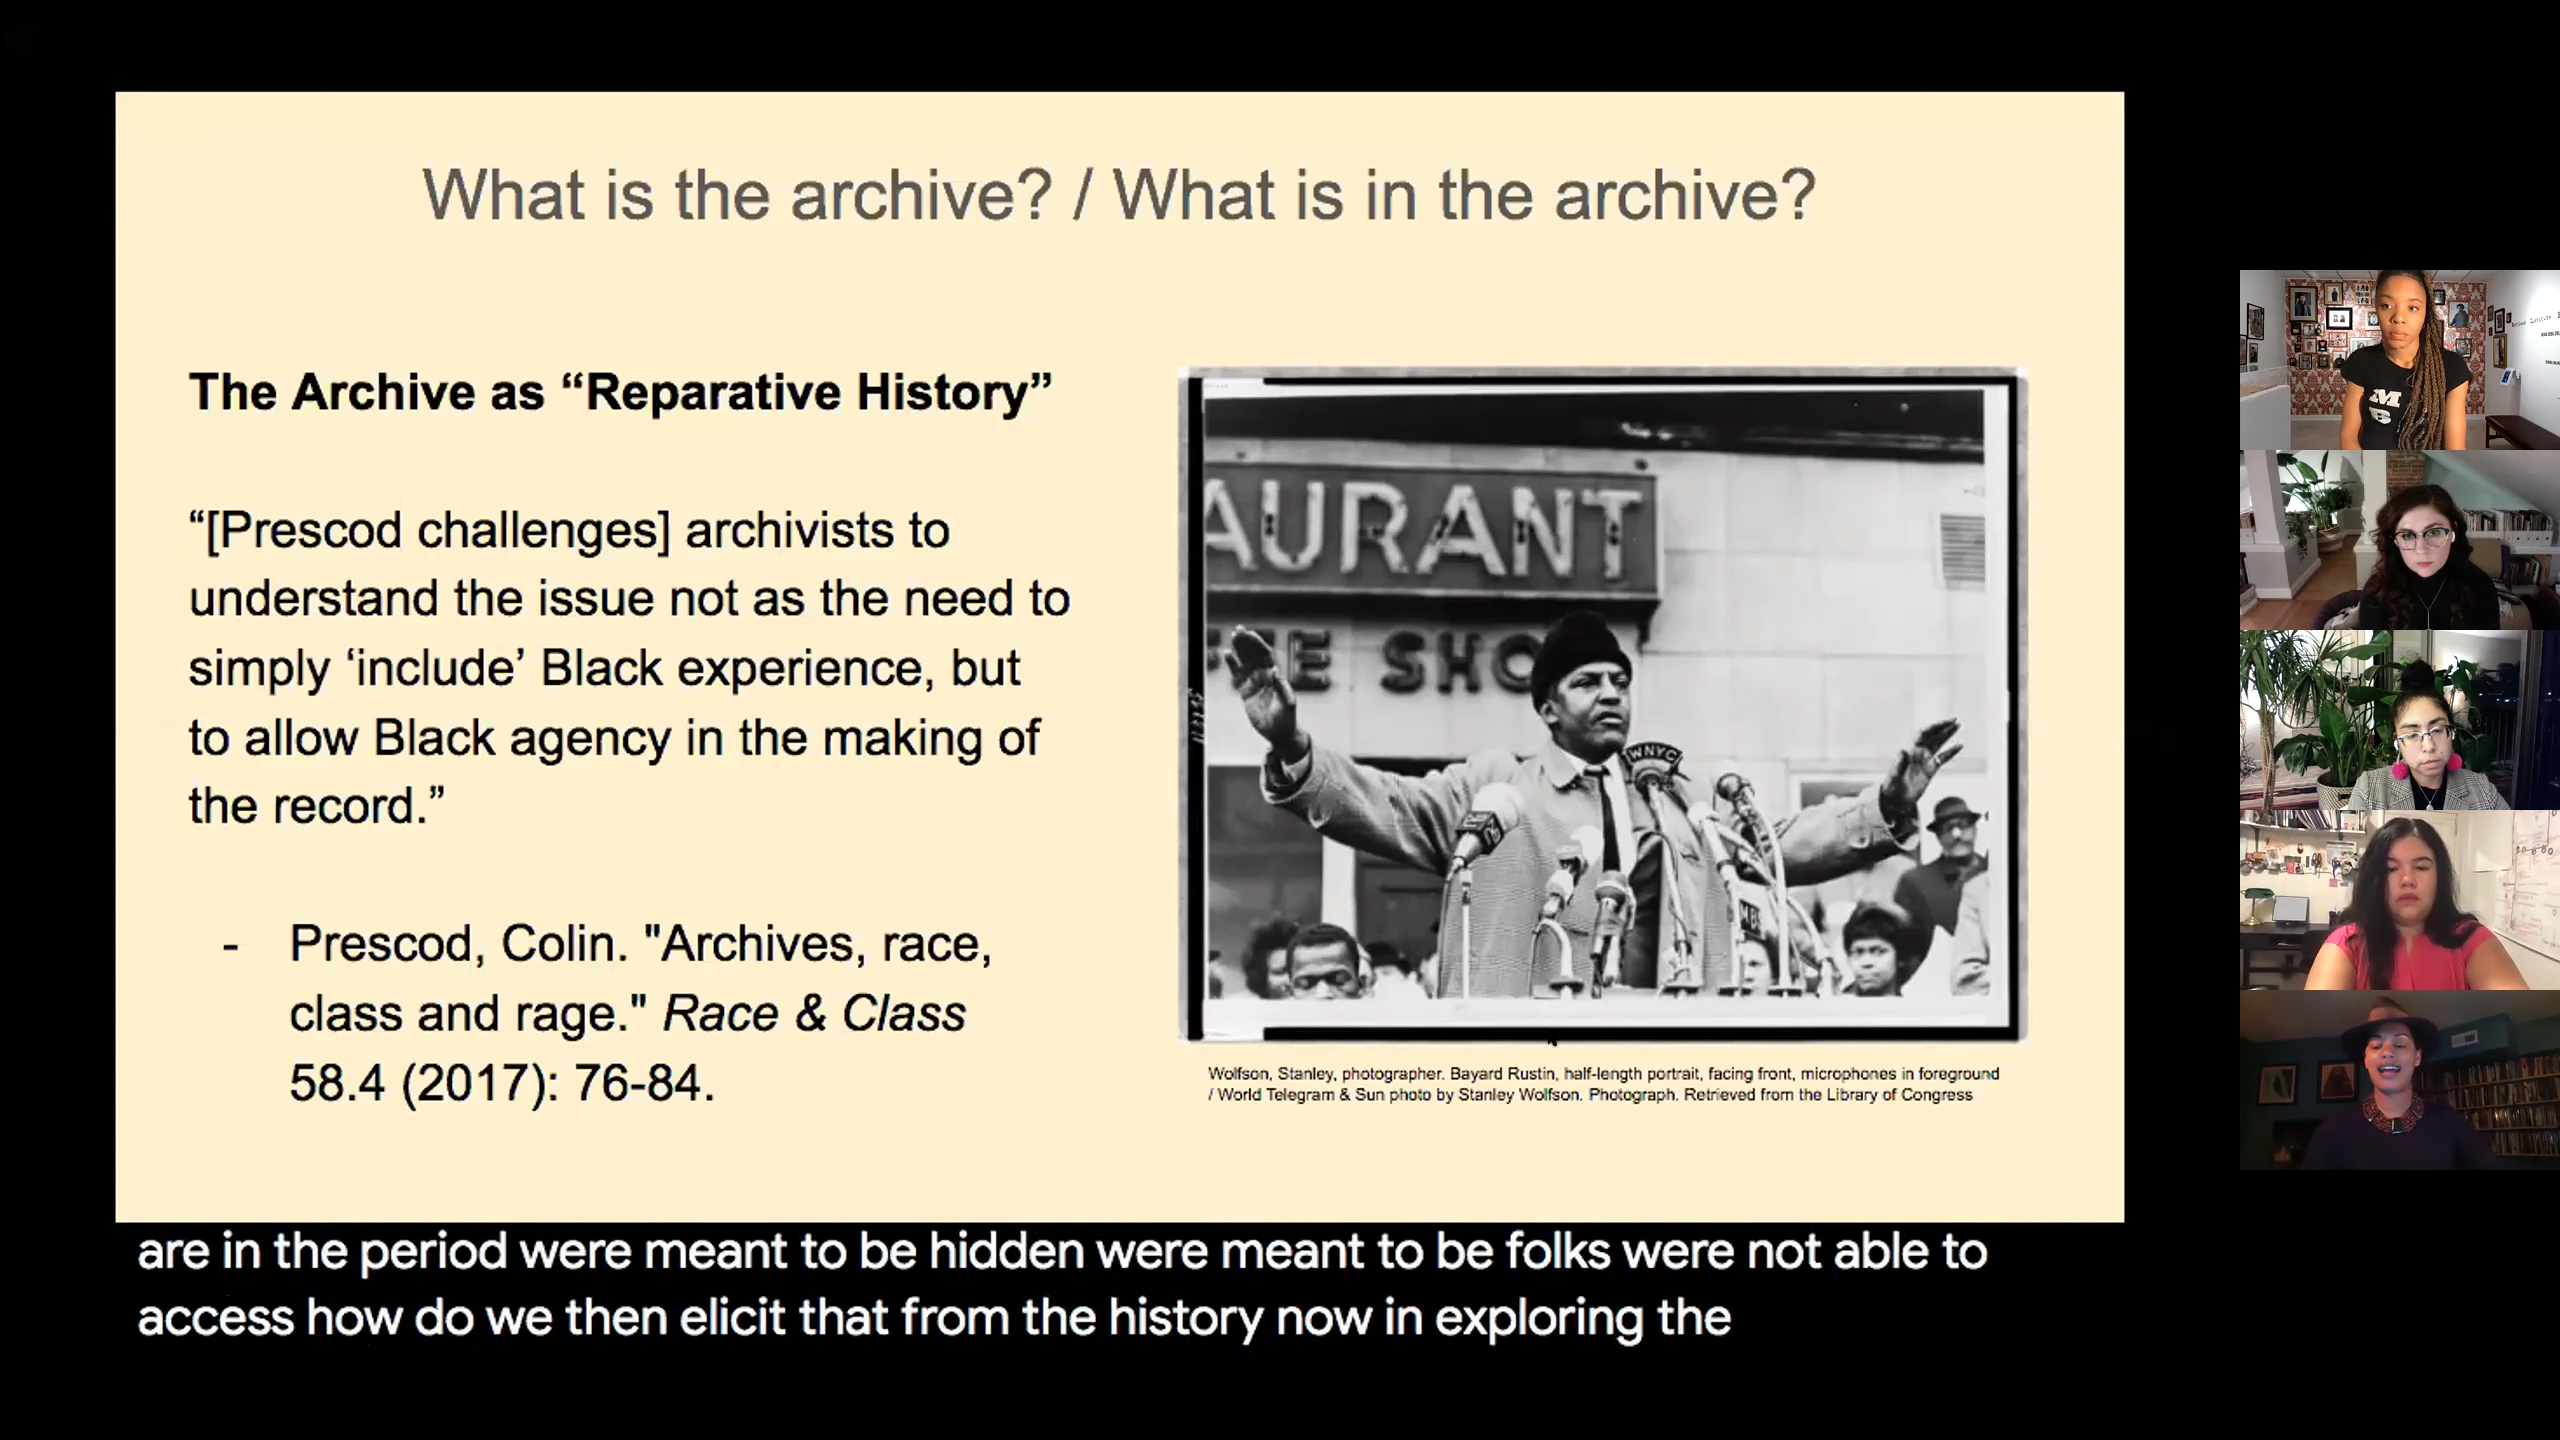 What is the archive? / What is in the archive?
The Archive as “Reparative History”
“[Prescod challenges] archivists to
understand the issue not as the need to
simply ‘include’ Black experience, but
to allow Black agency in the making of
the record.”
- Prescod, Colin. "Archives, race,
class and rage." Race & Class
58.4 (2017): 76-84.
AURANT
SHO
WNYC
Wolfson, Stanley, photographer. Bayard Rustin, half-length portrait, facing front, microphones in foreground
/ World Telegram & Sun photo by Stanley Wolfson. Photograph. Retrieved from the Library of Congress
M
B
are in the period were meant to be hidden were meant to be folks were not able to
access how do we then elicit that from the history now in exploring the